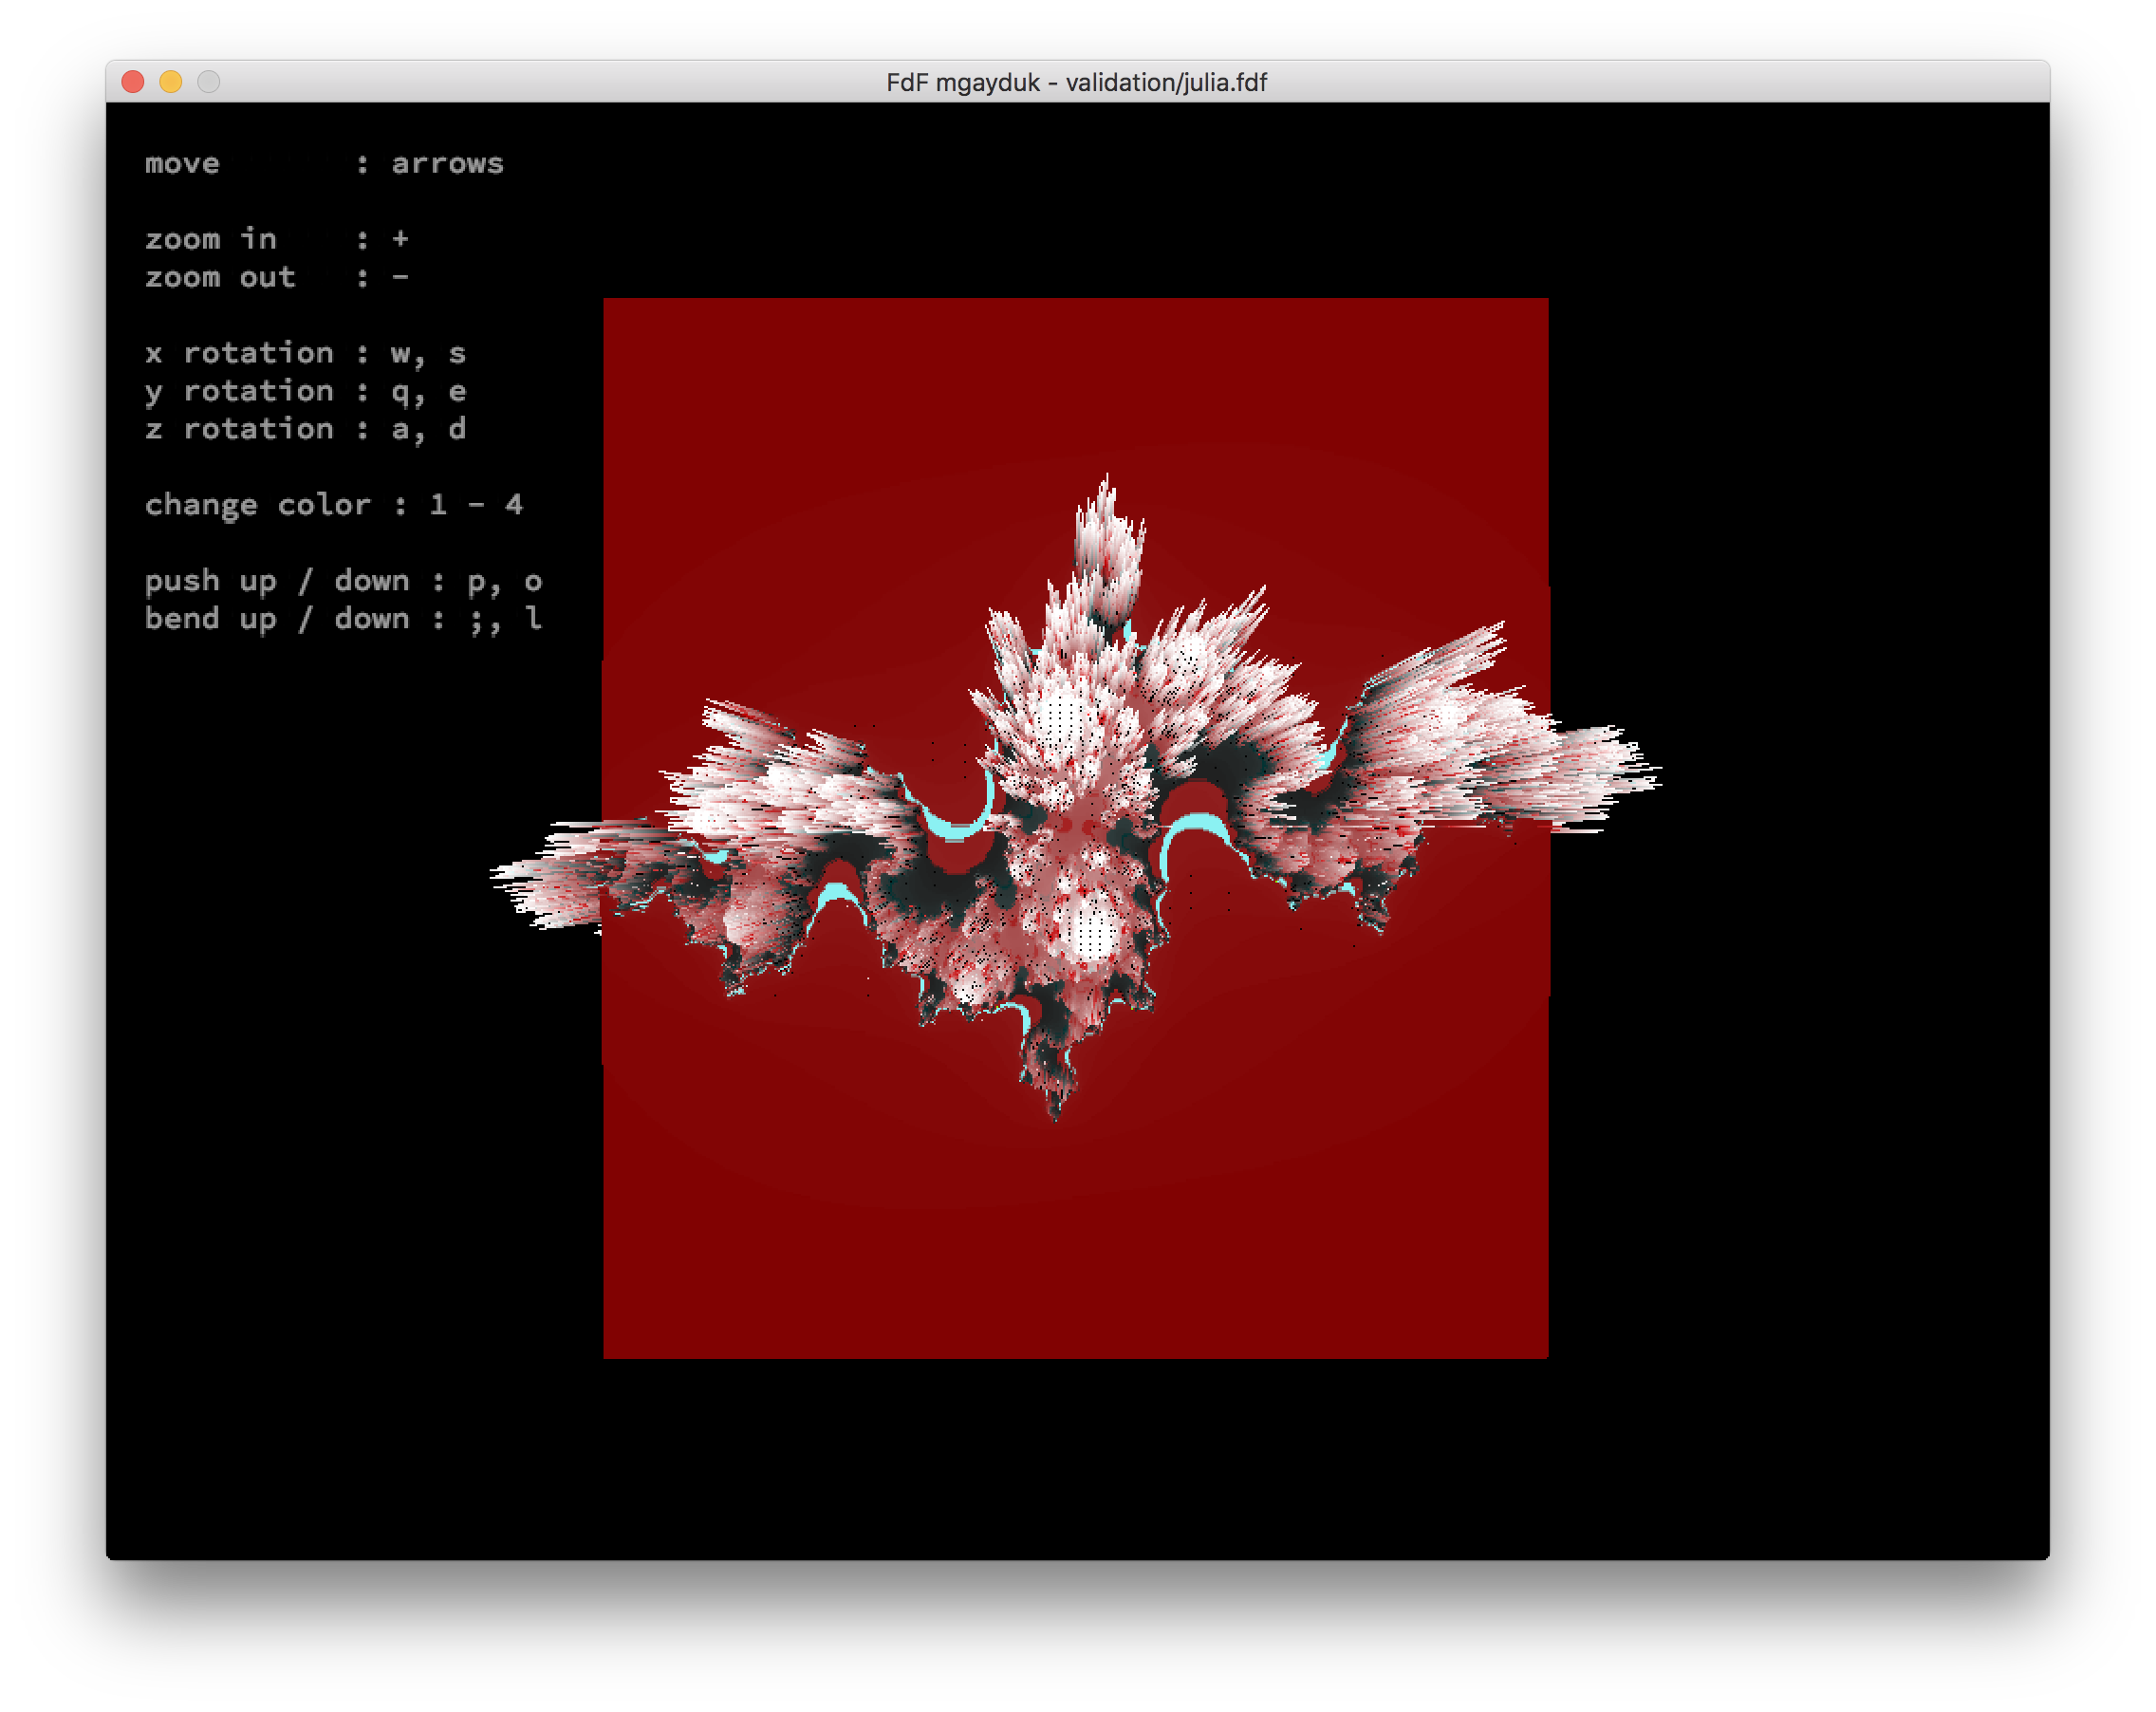 FdF mgayduk - validation/julia.fdf
move : arrows
zoom in : +
zoom out : -
x rotation : w, s
y rotation : q, e
z rotation : a, d
change color : 1 - 4
push up / down : p, o
bend up / down : ;, l